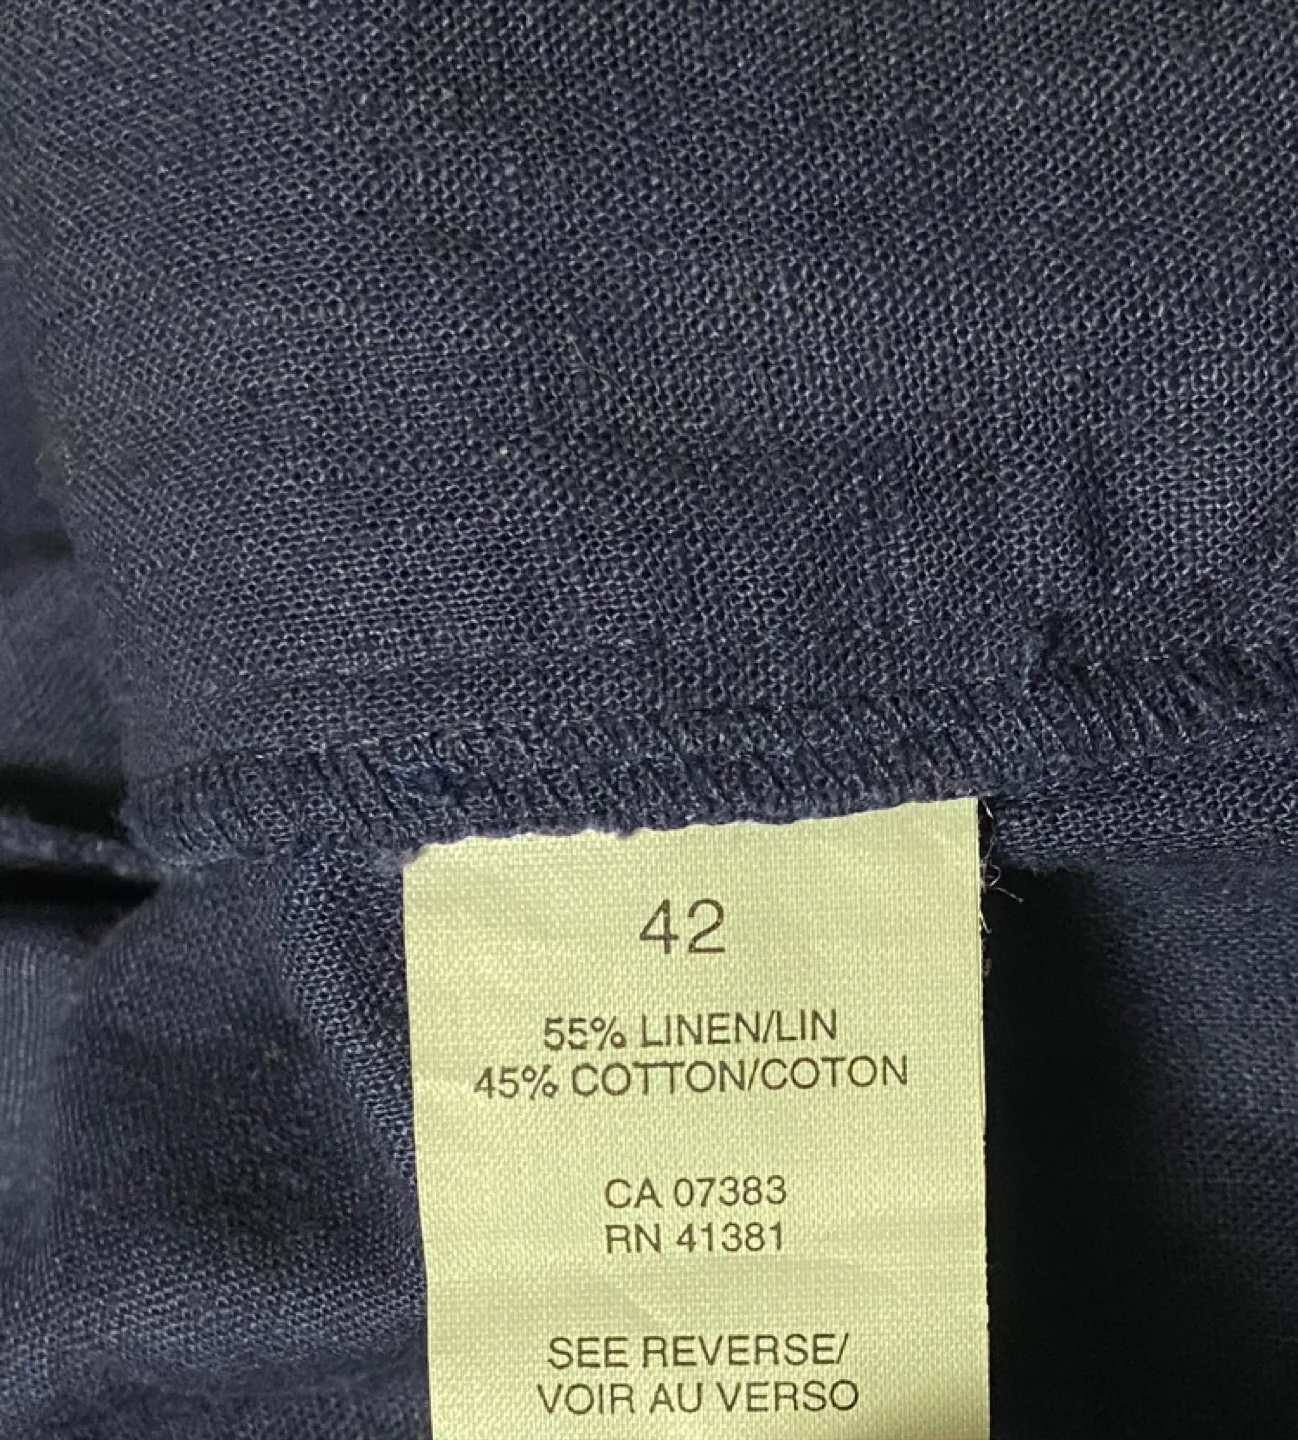 42
55% LINEN/LIN
45% COTTON/COTON
CA 07383
RN 41381
SEE REVERSE/
VOIR AU VERSO